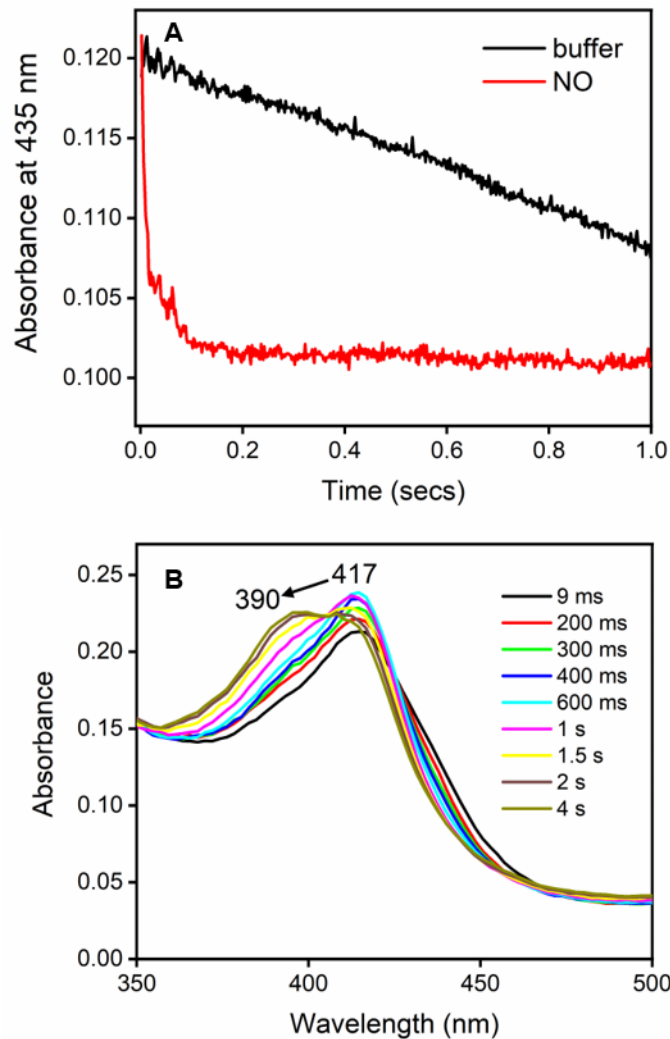 A
buffer
NO
Absorbance at 435 nm
0.120
0.115
0.110
0.105
0.100
0.0 0.2 0.4 0.6 0.8 1.0
Time (secs)
B
417
390
9 ms
200 ms
300 ms
400 ms
600 ms
1 s
1.5 s
2 s
4 s
Absorbance
0.25
0.20
0.15
0.10
0.05
0.00
350 400 450 500
Wavelength (nm)